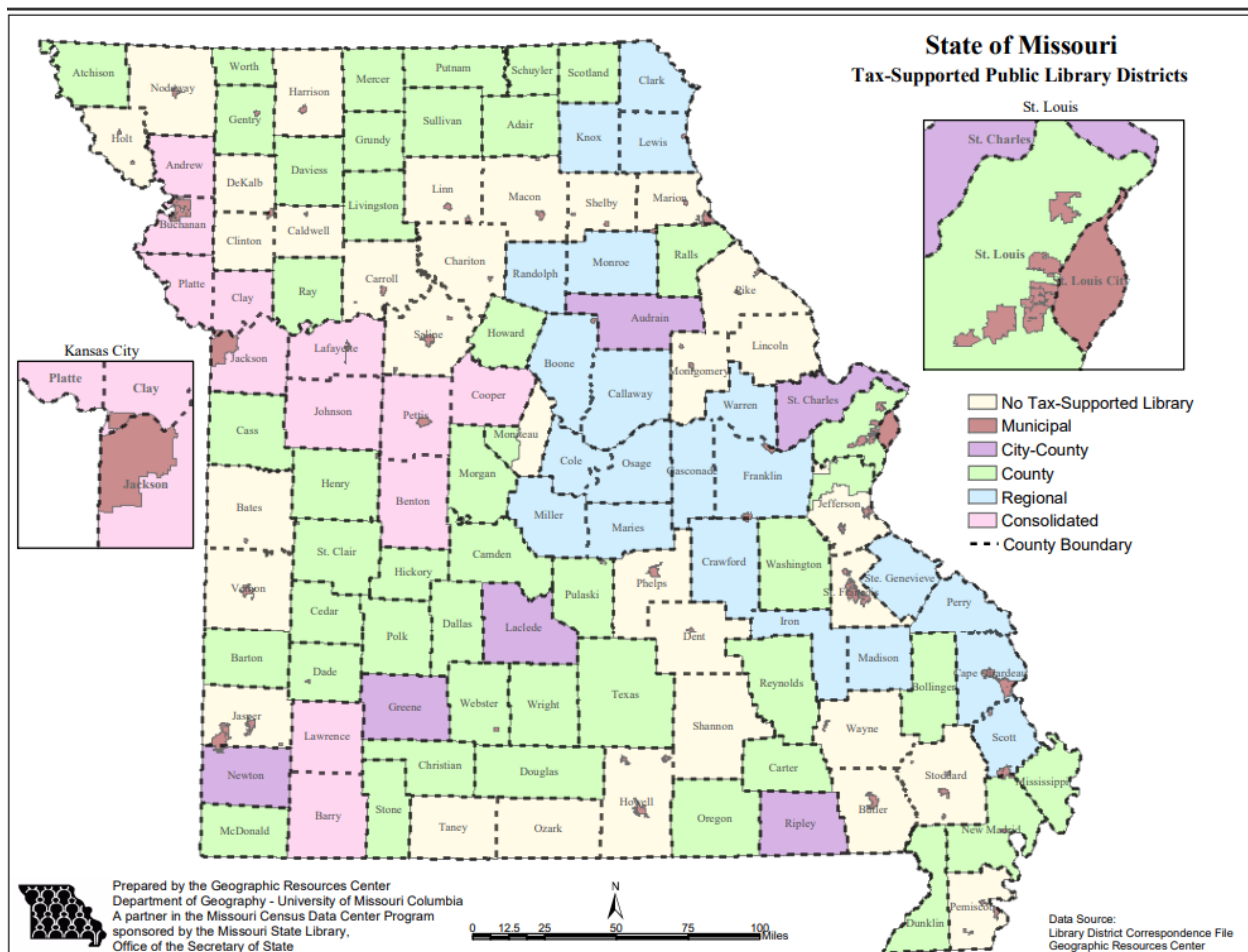 State of Missouri
Tax-Supported Public Library Districts
St. Louis
St. Charles
St. Louis
St. Louis City
Atchison
Nodaway
Worth
Harrison
Mercer
Putnam
Schuyler
Scotland
Clark
Gentry
Sullivan
Adair
Knox
Lewis
Holt
Grundy
Andrew
Daviess
DeKalb
Linn
Macon
Shelby
Marion
Livingston
Buchanan
Clinton
Caldwell
Chariton
Randolph
Monroe
Ralls
Platte
Clay
Ray
Carroll
Pike
Audrain
Saline
Howard
Lincoln
Kansas City
Platte
Clay
Jackson
Jackson
Lafayette
Boone
Montgomery
Callaway
Cooper
Warren
St. Charles
Johnson
Pettis
Cass
Moniteau
Cole
Osage
Gasconade
Franklin
Henry
Morgan
Benton
Miller
Maries
Jefferson
Bates
St. Clair
Camden
Crawford
Washington
Hickory
Phelps
Ste. Genevieve
Vernon
Pulaski
St. Francois
Cedar
Perry
Polk
Dallas
Laclede
Dent
Iron
Madison
Barton
Dade
Cape Girardeau
Reynolds
Bollinger
Greene
Webster
Wright
Texas
Jasper
Shannon
Wayne
Lawrence
Scott
Newton
Christian
Douglas
Carter
Stoddard
Mississippi
Stone
Howell
Butler
Barry
Oregon
Ripley
McDonald
Taney
Ozark
New Madrid
Pemiscot
Dunklin
No Tax-Supported Library
Municipal
City-County
County
Regional
Consolidated
County Boundary
Prepared by the Geographic Resources Center
Department of Geography - University of Missouri Columbia
A partner in the Missouri Census Data Center Program
sponsored by the Missouri State Library,
Office of the Secretary of State
N
0 12.5 25 50 75 100
Miles
Data Source:
Library District Correspondence File
Geographic Resources Center